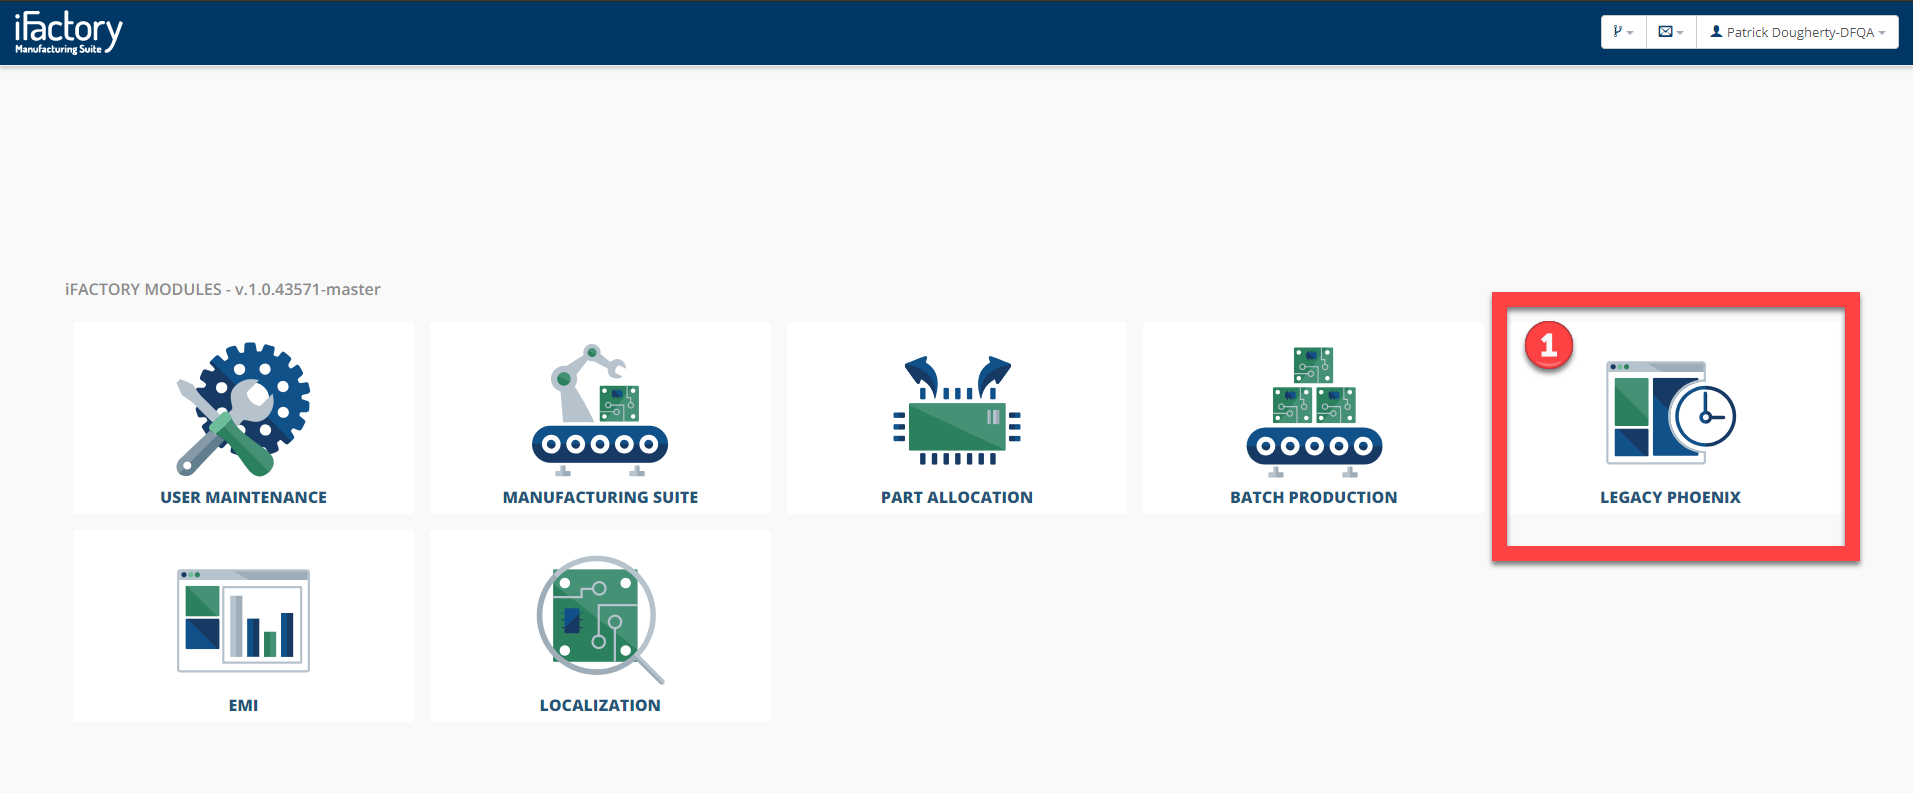 iFactory
Manufacturing Suite
Patrick Dougherty-DFQA
iFACTORY MODULES - v.1.0.43571-master
1
USER MAINTENANCE
MANUFACTURING SUITE
PART ALLOCATION
BATCH PRODUCTION
LEGACY PHOENIX
EMI
LOCALIZATION